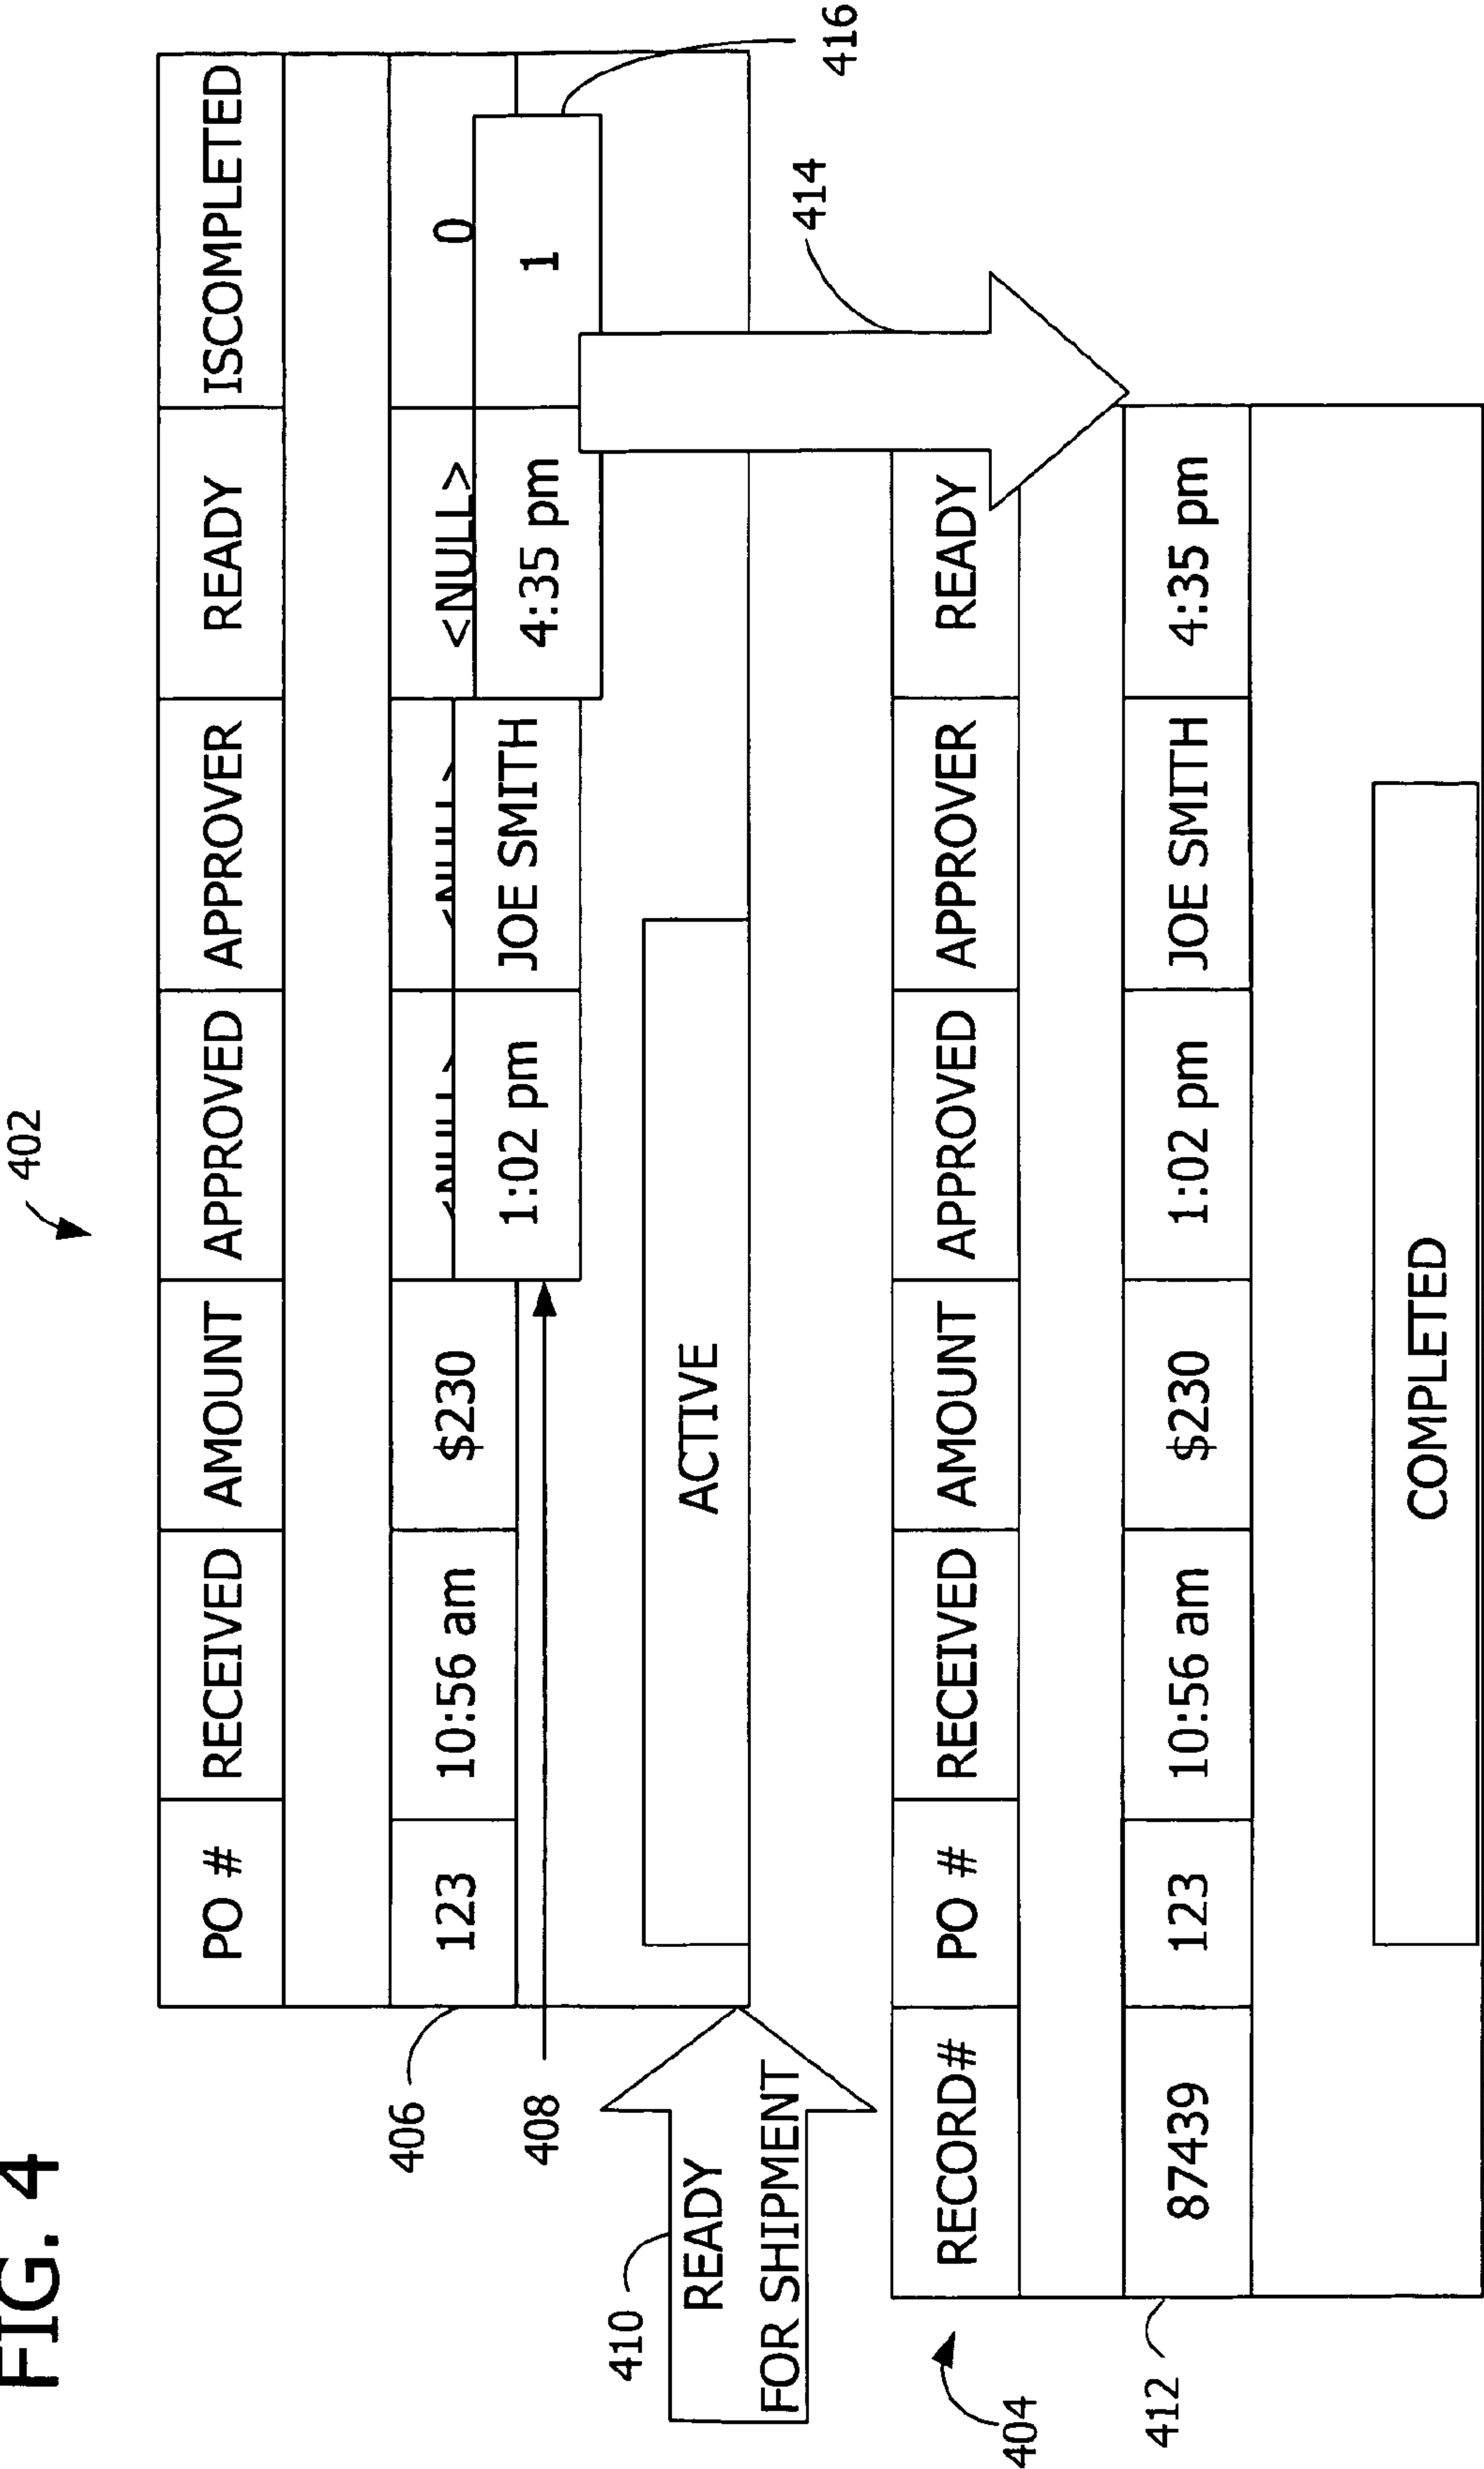 FIG. 4
402
PO # RECEIVED AMOUNT APPROVED APPROVER READY ISCOMPLETED
406 123 10:56 am $230 <NULL> 0
408 1:02 pm JOE SMITH 4:35 pm 1
416
410 READY
FOR SHIPMENT
ACTIVE
414
404
RECORD# PO # RECEIVED AMOUNT APPROVED APPROVER READY
412 87439 123 10:56 am $230 1:02 pm JOE SMITH 4:35 pm
COMPLETED